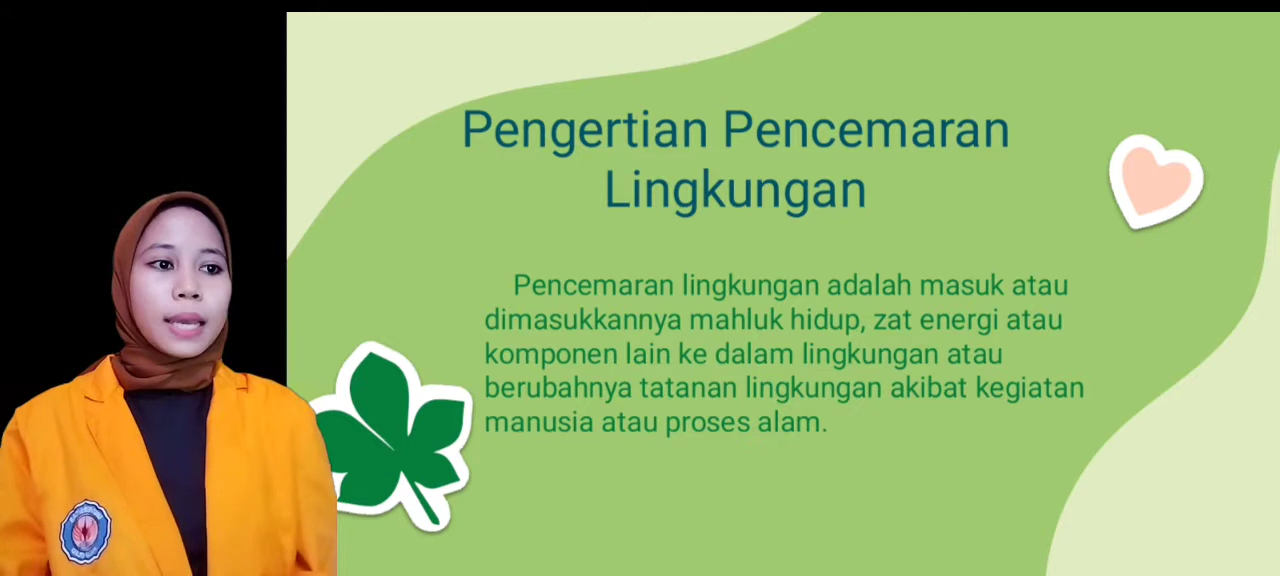 Pengertian Pencemaran
Lingkungan
Pencemaran lingkungan adalah masuk atau
dimasukkannya mahluk hidup, zat energi atau
komponen lain ke dalam lingkungan atau
berubahnya tatanan lingkungan akibat kegiatan
manusia atau proses alam.